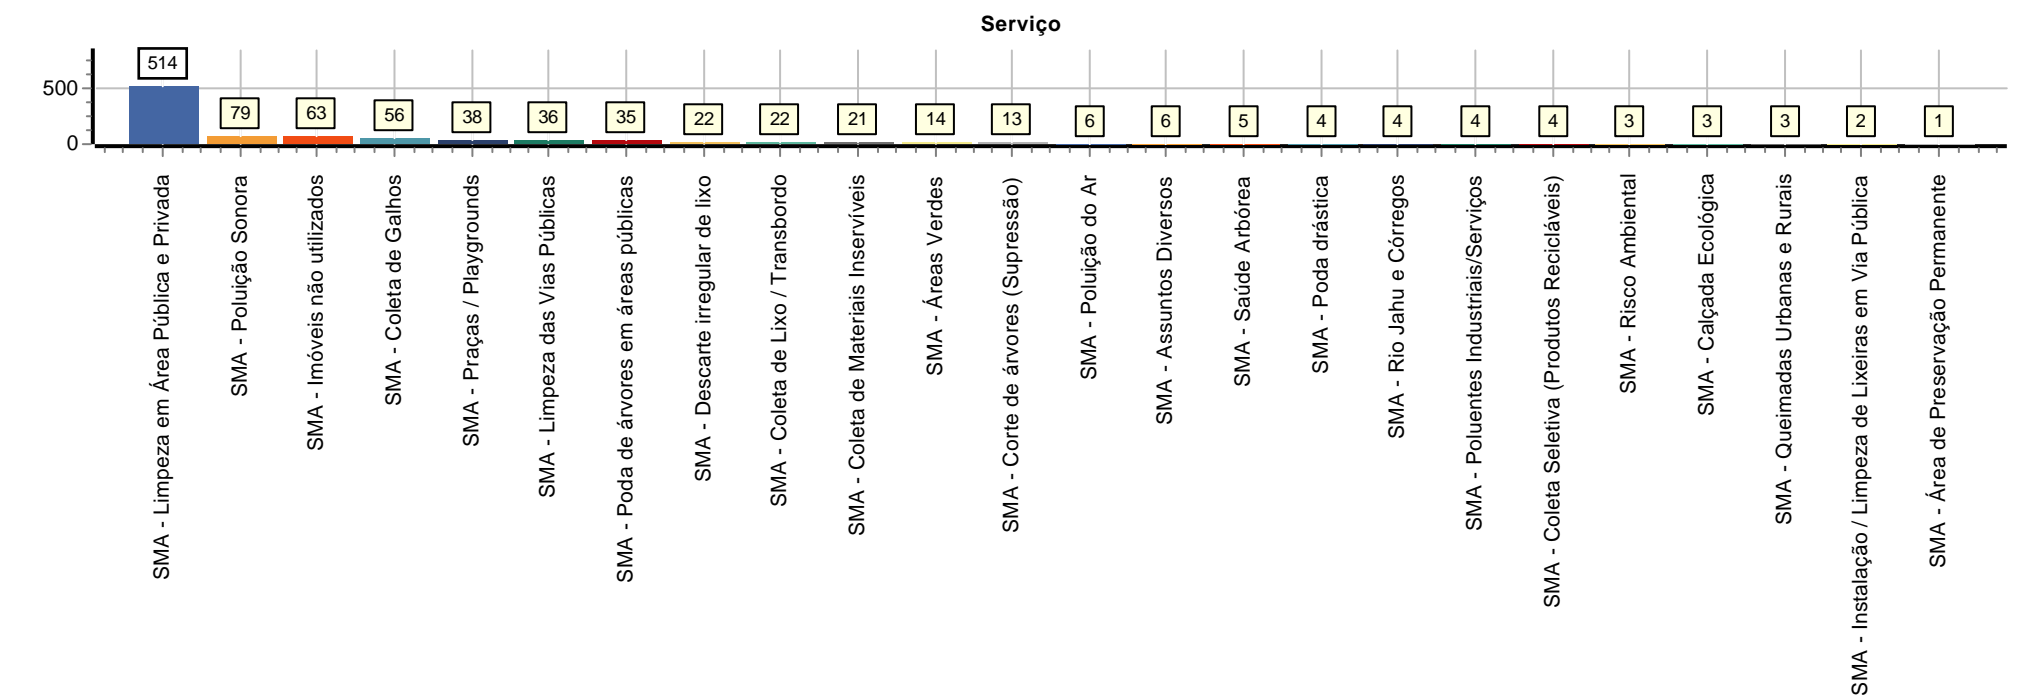 Serviço
500
0
514
79
63
56
38
36
35
22
22
21
14
13
6
6
5
4
4
4
4
3
3
3
2
1
SMA - Limpeza em Área Pública e Privada
SMA - Poluição Sonora
SMA - Imóveis não utilizados
SMA - Coleta de Galhos
SMA - Praças / Playgrounds
SMA - Limpeza das Vias Públicas
SMA - Poda de árvores em áreas públicas
SMA - Descarte irregular de lixo
SMA - Coleta de Lixo / Transbordo
SMA - Coleta de Materiais Inservíveis
SMA - Áreas Verdes
SMA - Corte de árvores (Supressão)
SMA - Poluição do Ar
SMA - Assuntos Diversos
SMA - Saúde Arbórea
SMA - Poda drástica
SMA - Rio Jahu e Córregos
SMA - Poluentes Industriais/Serviços
SMA - Coleta Seletiva (Produtos Recicláveis)
SMA - Risco Ambiental
SMA - Calçada Ecológica
SMA - Queimadas Urbanas e Rurais
SMA - Instalação / Limpeza de Lixeiras em Via Pública
SMA - Área de Preservação Permanente